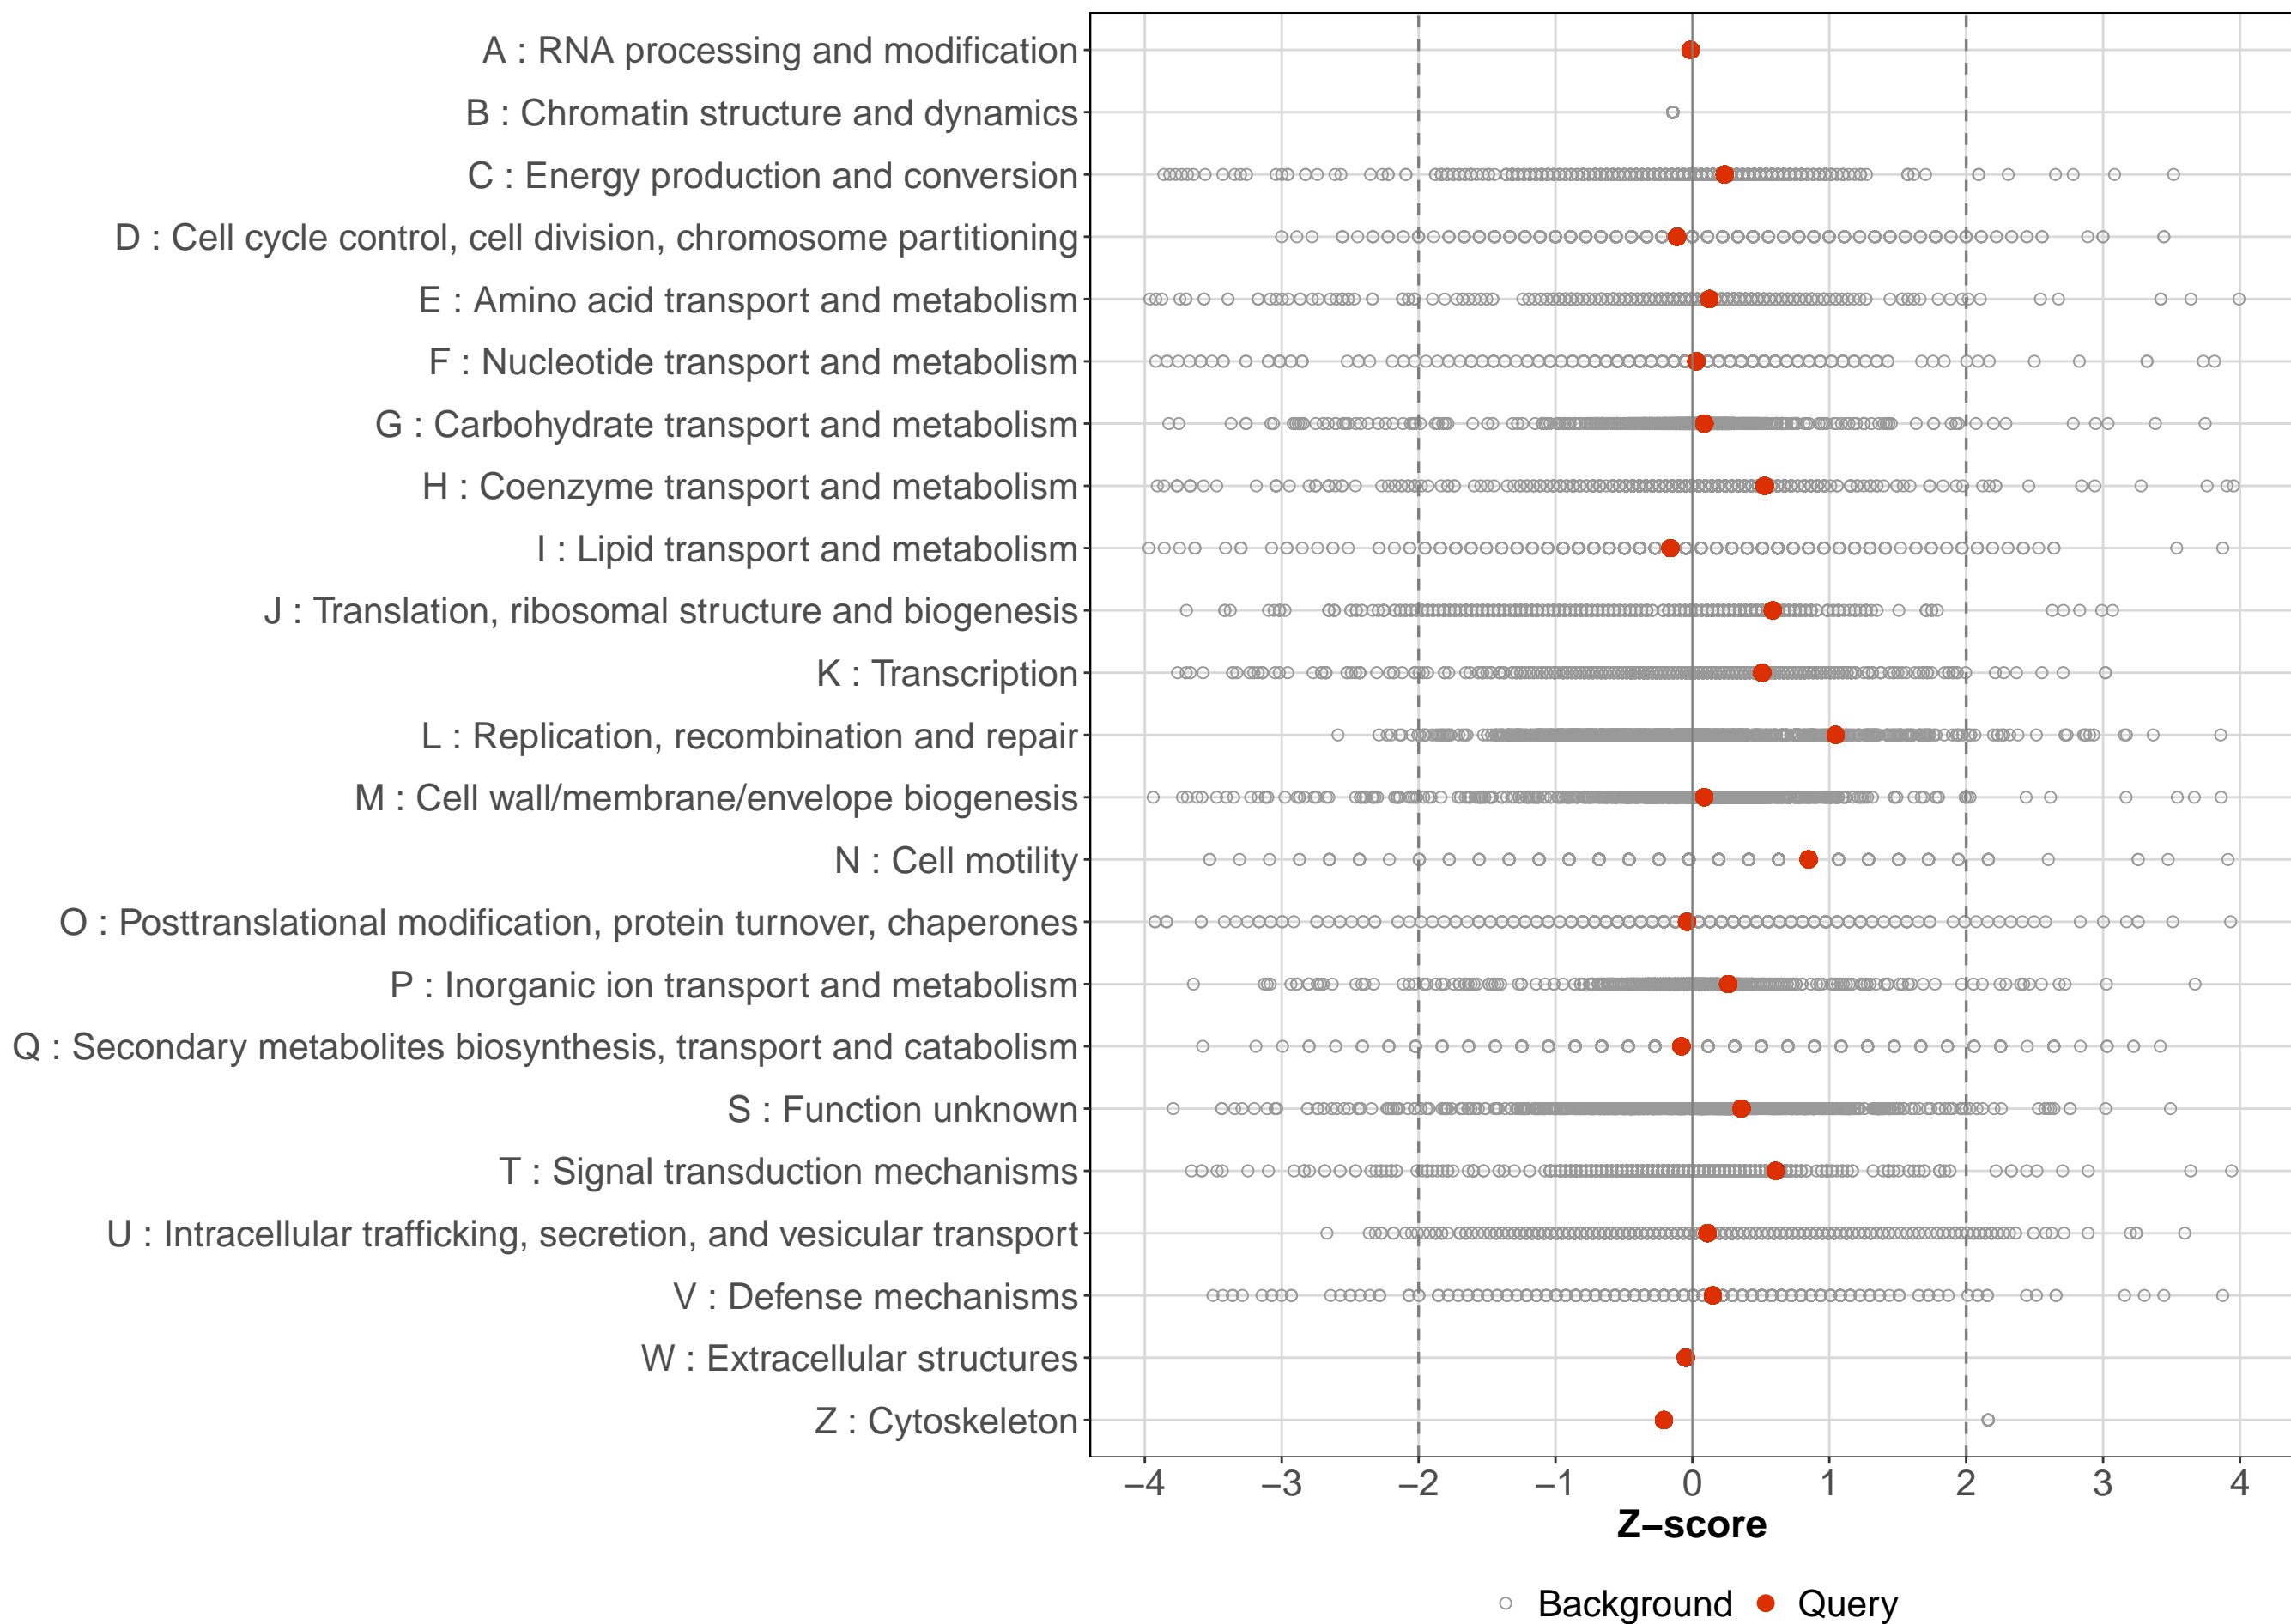 A : RNA processing and modification
B : Chromatin structure and dynamics
C : Energy production and conversion
D : Cell cycle control, cell division, chromosome partitioning
E : Amino acid transport and metabolism
F : Nucleotide transport and metabolism
G : Carbohydrate transport and metabolism
H : Coenzyme transport and metabolism
I : Lipid transport and metabolism
J : Translation, ribosomal structure and biogenesis
K : Transcription
L : Replication, recombination and repair
M : Cell wall/membrane/envelope biogenesis
N : Cell motility
O : Posttranslational modification, protein turnover, chaperones
P : Inorganic ion transport and metabolism
Q : Secondary metabolites biosynthesis, transport and catabolism
S : Function unknown
T : Signal transduction mechanisms
U : Intracellular trafficking, secretion, and vesicular transport
V : Defense mechanisms
W : Extracellular structures
Z : Cytoskeleton
−4 −3 −2 −1 0 1 2 3 4
Z−score
Background Query